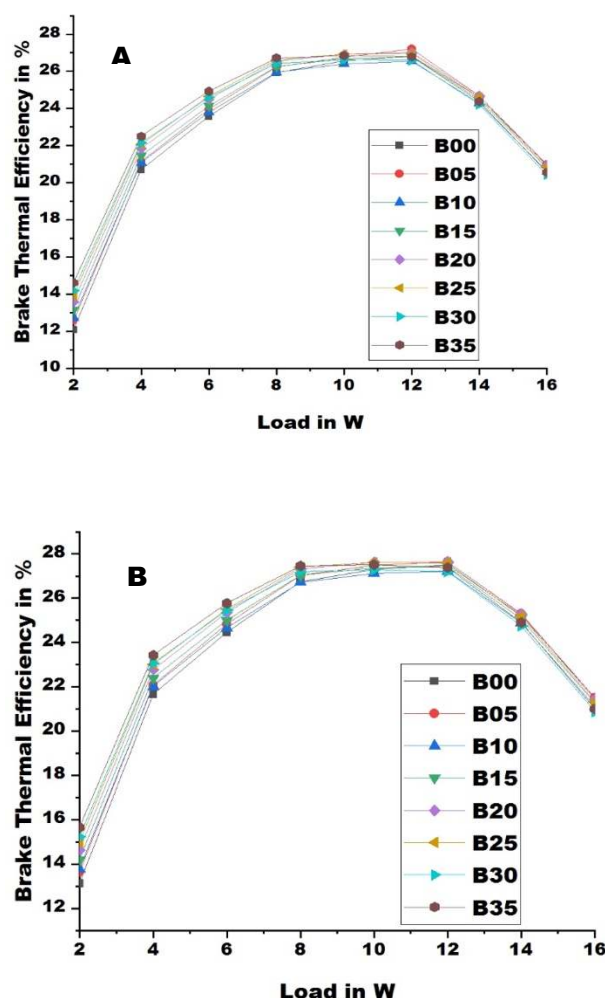 A
Brake Thermal Efficiency in %
28
26
24
22
20
18
16
14
12
10
B00
B05
B10
B15
B20
B25
B30
B35
2 4 6 8 10 12 14 16
Load in W
B
Brake Thermal Efficiency in %
28
26
24
22
20
18
16
14
12
B00
B05
B10
B15
B20
B25
B30
B35
2 4 6 8 10 12 14 16
Load in W